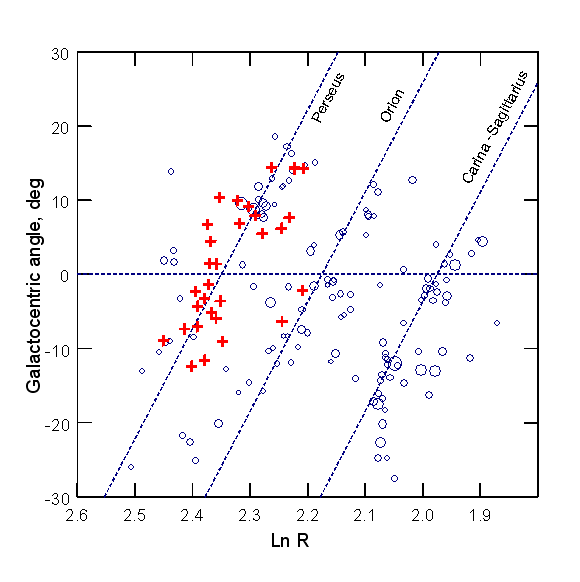 30
20
10
0
-10
-20
-30
Galactocentric angle, deg
Perseus
Orion
Carina-Sagittarius
2.6 2.5 2.4 2.3 2.2 2.1 2.0 1.9
Ln R